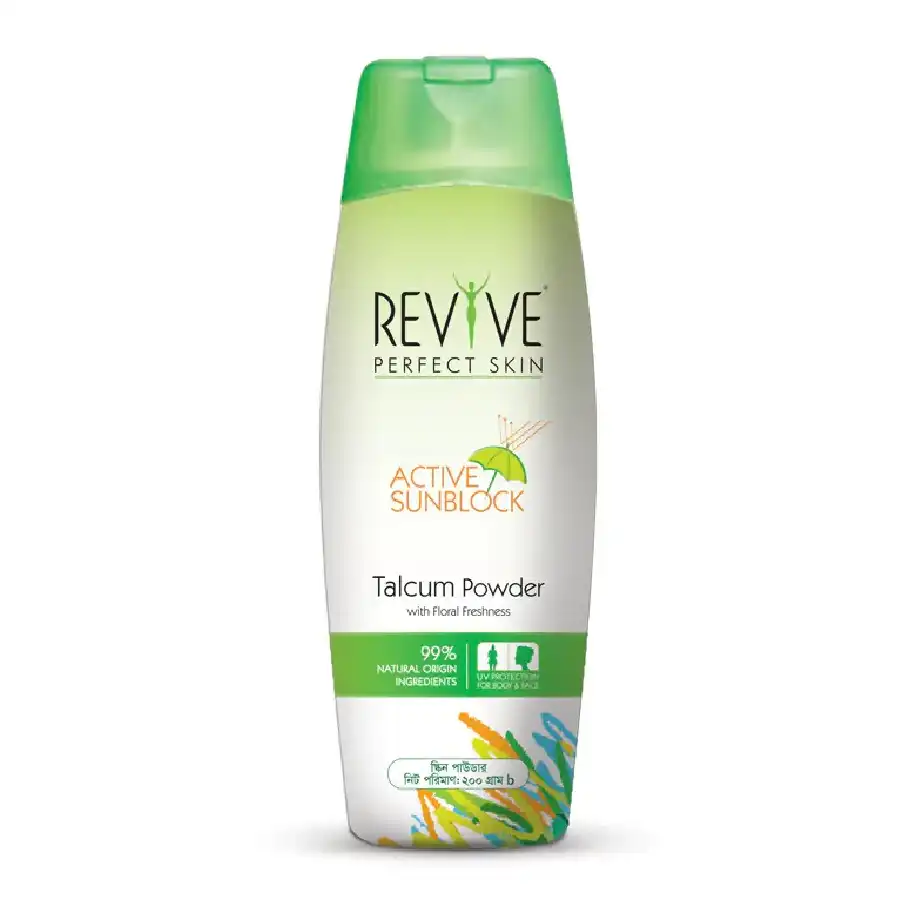 REVIVE
PERFECT SKIN
ACTIVE
SUNBLOCK
Talcum Powder
with Floral Freshness
99%
NATURAL ORIGIN
INGREDIENTS
UV PROTECTION
FOR BODY & FACE
স্কিন পাউডার
নিট পরিমাণ: ২০০ গ্রাম b